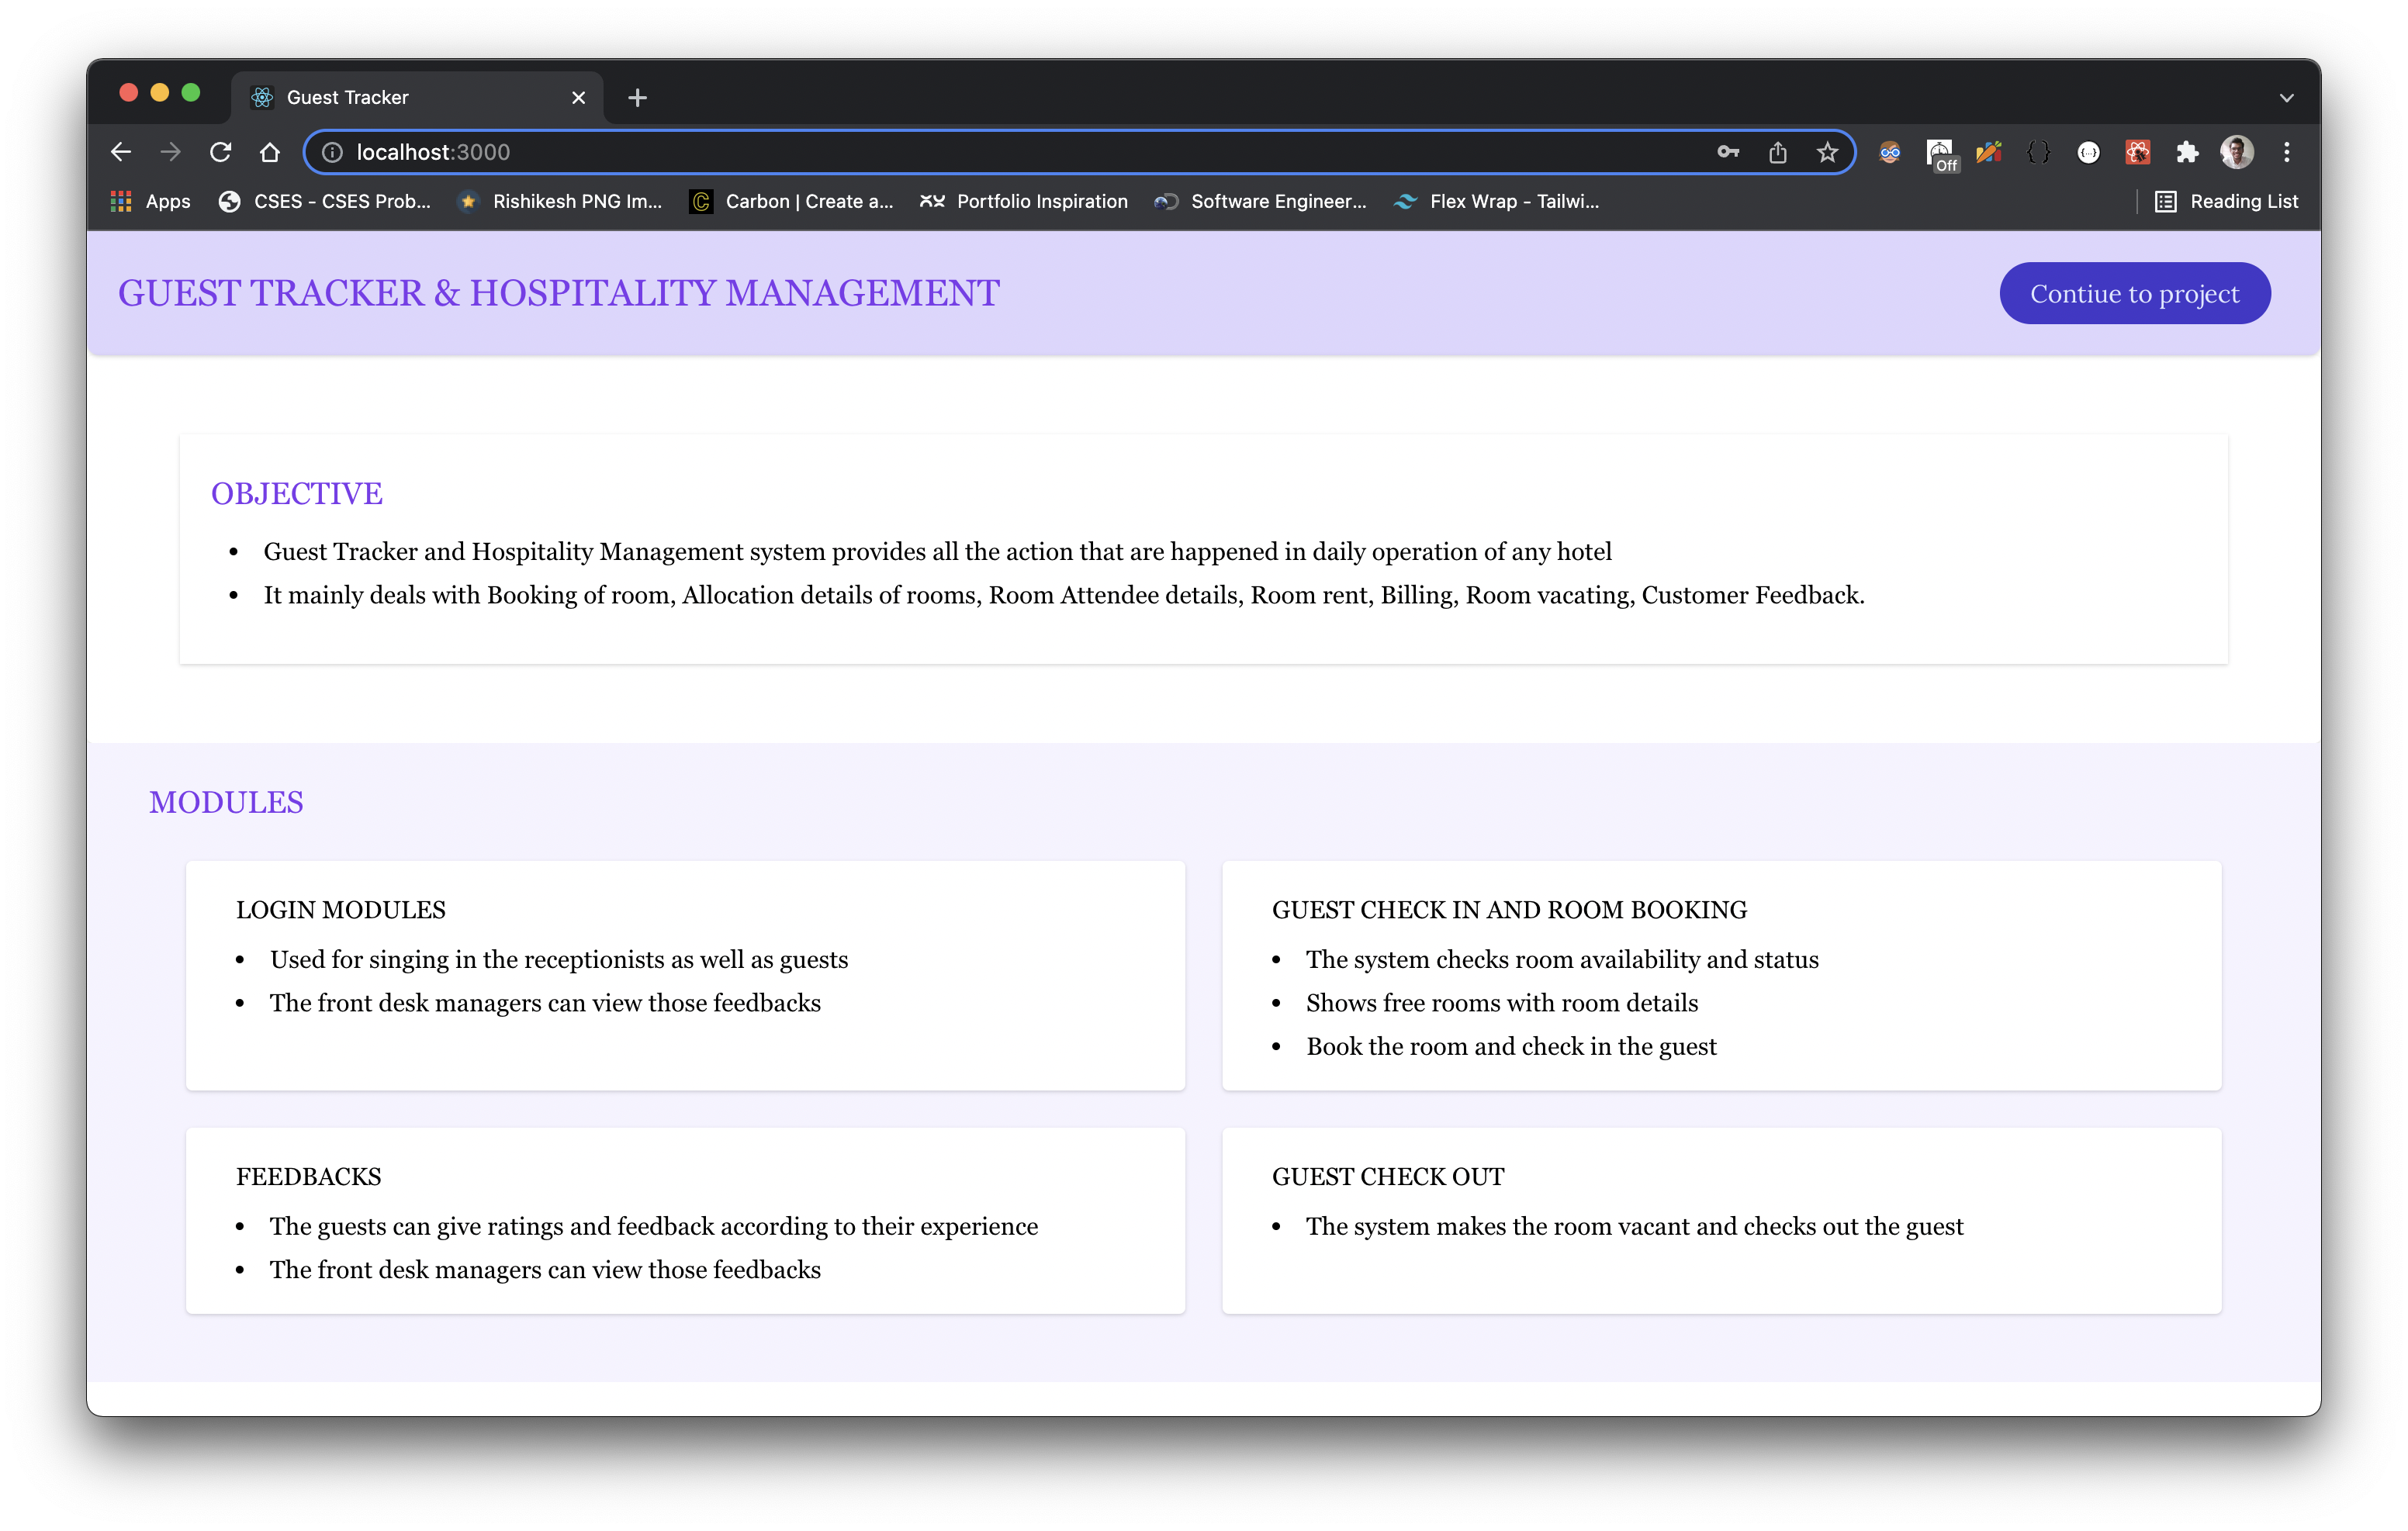 Guest Tracker
localhost:3000
Off
Apps
CSES - CSES Prob...
Rishikesh PNG Im...
Carbon | Create a...
Portfolio Inspiration
Software Engineer...
Flex Wrap - Tailwi...
Reading List
GUEST TRACKER & HOSPITALITY MANAGEMENT
Contiue to project
OBJECTIVE
• Guest Tracker and Hospitality Management system provides all the action that are happened in daily operation of any hotel
• It mainly deals with Booking of room, Allocation details of rooms, Room Attendee details, Room rent, Billing, Room vacating, Customer Feedback.
MODULES
LOGIN MODULES
• Used for singing in the receptionists as well as guests
• The front desk managers can view those feedbacks
GUEST CHECK IN AND ROOM BOOKING
• The system checks room availability and status
• Shows free rooms with room details
• Book the room and check in the guest
FEEDBACKS
• The guests can give ratings and feedback according to their experience
• The front desk managers can view those feedbacks
GUEST CHECK OUT
• The system makes the room vacant and checks out the guest